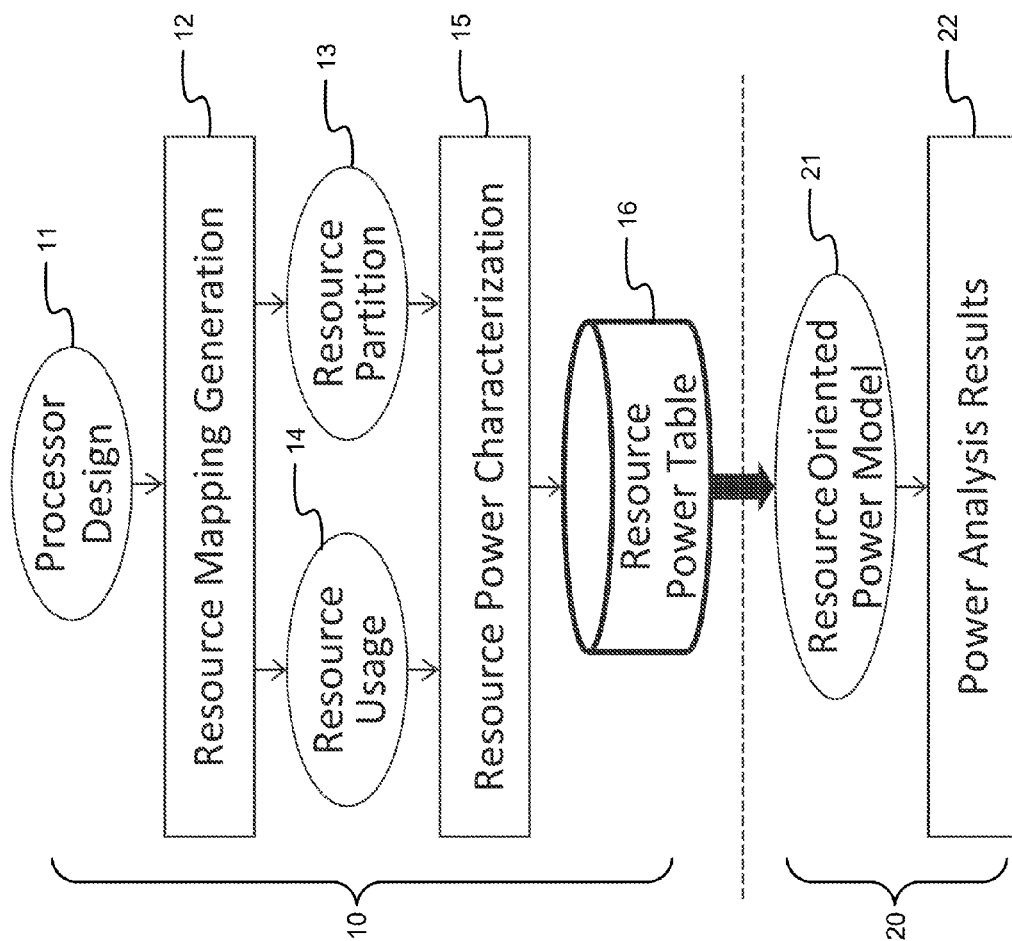 Processor
Design
11
Resource Mapping Generation
12
Resource
Usage
14
Resource
Partition
13
Resource Power Characterization
15
Resource
Power Table
16
10
Resource Oriented
Power Model
21
Power Analysis Results
22
20